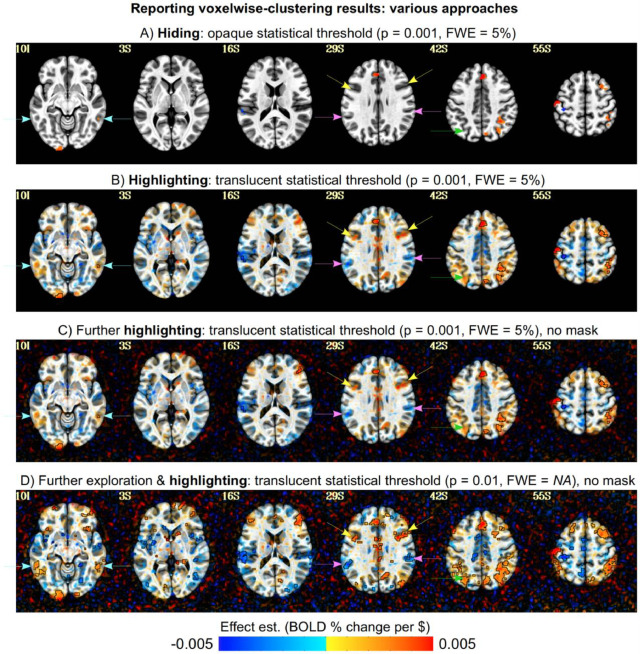 Reporting voxelwise-clustering results: various approaches
A) Hiding: opaque statistical threshold (p = 0.001, FWE = 5%)
10I 3S 16S 29S 42S 55S
B) Highlighting: translucent statistical threshold (p = 0.001, FWE = 5%)
10I 3S 16S 29S 42S 55S
C) Further highlighting: translucent statistical threshold (p = 0.001, FWE = 5%), no mask
10I 3S 16S 29S 42S 55S
D) Further exploration & highlighting: translucent statistical threshold (p = 0.01, FWE = NA), no mask
10I 3S 16S 29S 42S 55S
Effect est. (BOLD % change per $)
-0.005 0.005